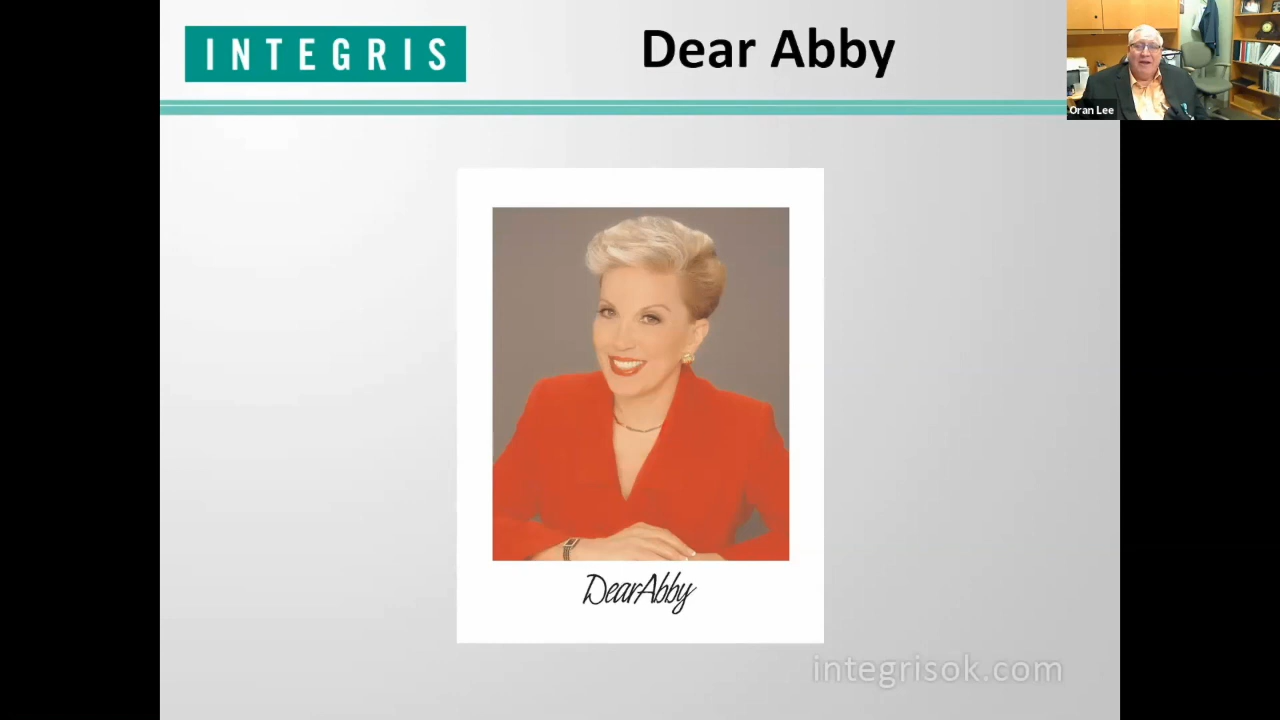 INTEGRIS
Dear Abby
Oran Lee
DearAbby
integrisok.com